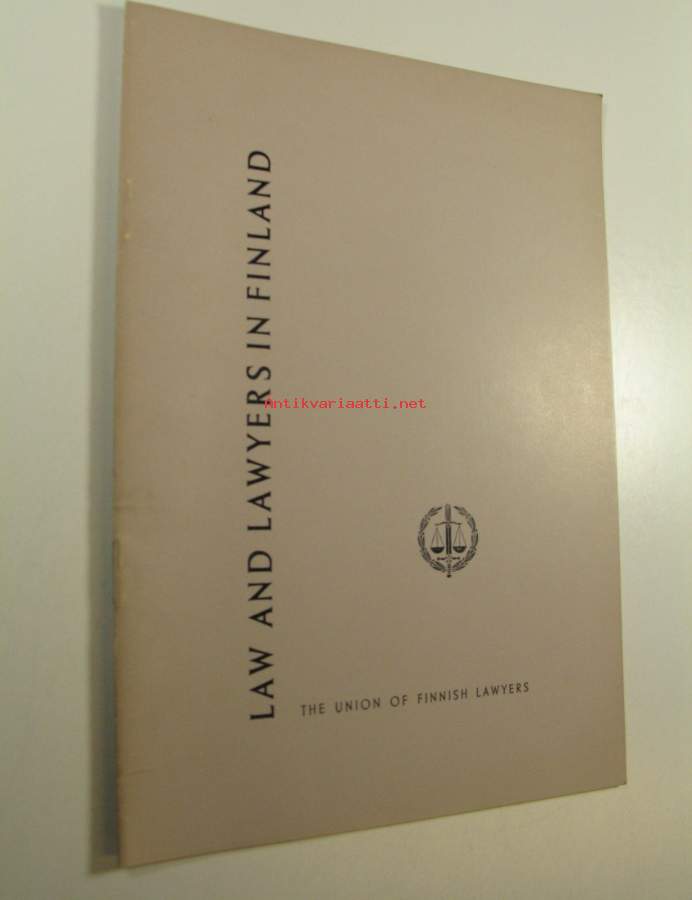 LAW AND LAWYERS IN FINLAND
Antikvariaatti.net
THE UNION OF FINNISH LAWYERS